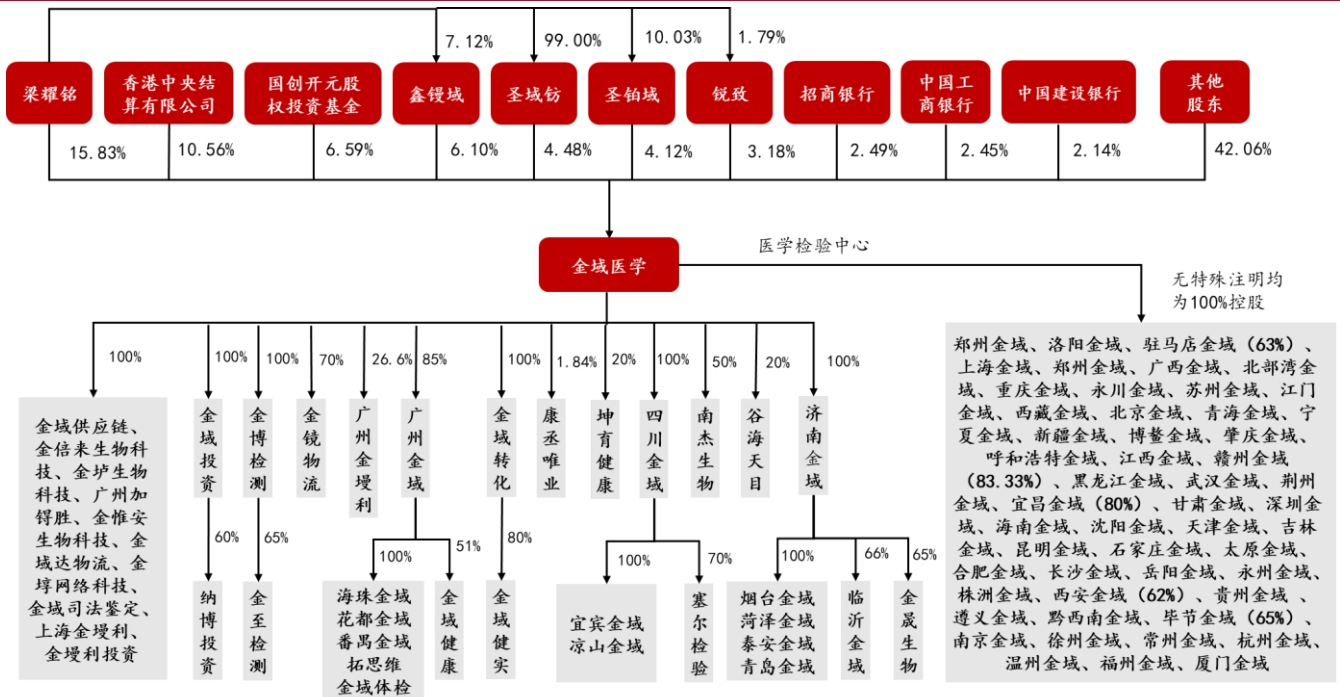 7.12%
99.00%
10.03%
1.79%
梁耀铭
香港中央结
算有限公司
国创开元股
权投资基金
鑫镘域
圣域钫
圣铂域
锐致
招商银行
中国工
商银行
中国建设银行
其他
股东
15.83%
10.56%
6.59%
6.10%
4.48%
4.12%
3.18%
2.49%
2.45%
2.14%
42.06%
金域医学
医学检验中心
无特殊注明均
为100%控股
100%
100%
100%
70%
26.6%
85%
100%
1.84%
20%
100%
50%
20%
100%
金域供应链、
金倍来生物科
技、金垆生物
科技、广州加
锝胜、金惟安
生物科技、金
域达物流、金
埻网络科技、
金域司法鉴定、
上海金墁利、
金墁利投资
金域投资
金博检测
金镜物流
广州金墁利
广州金域
金域转化
康丞唯业
坤育健康
四川金域
南杰生物
谷海天目
济南金域
60%
65%
100%
51%
80%
100%
70%
100%
66%
65%
纳博投资
金至检测
海珠金域
花都金域
番禺金域
拓思维
金域体检
金域健康
金域健实
宜宾金域
凉山金域
塞尔检验
烟台金域
菏泽金域
泰安金域
青岛金域
临沂金域
金晟生物
郑州金域、洛阳金域、驻马店金域（63%）、
上海金域、郑州金域、广西金域、北部湾金
域、重庆金域、永川金域、苏州金域、江门
金域、西藏金域、北京金域、青海金域、宁
夏金域、新疆金域、博鳌金域、肇庆金域、
呼和浩特金域、江西金域、赣州金域
（83.33%）、黑龙江金域、武汉金域、荆州
金域、宜昌金域（80%）、甘肃金域、深圳金
域、海南金域、沈阳金域、天津金域、吉林
金域、昆明金域、石家庄金域、太原金域、
合肥金域、长沙金域、岳阳金域、永州金域、
株洲金域、西安金域（62%）、贵州金域 、
遵义金域、黔西南金域、毕节金域（65%）、
南京金域、徐州金域、常州金域、杭州金域、
温州金域、福州金域、厦门金域